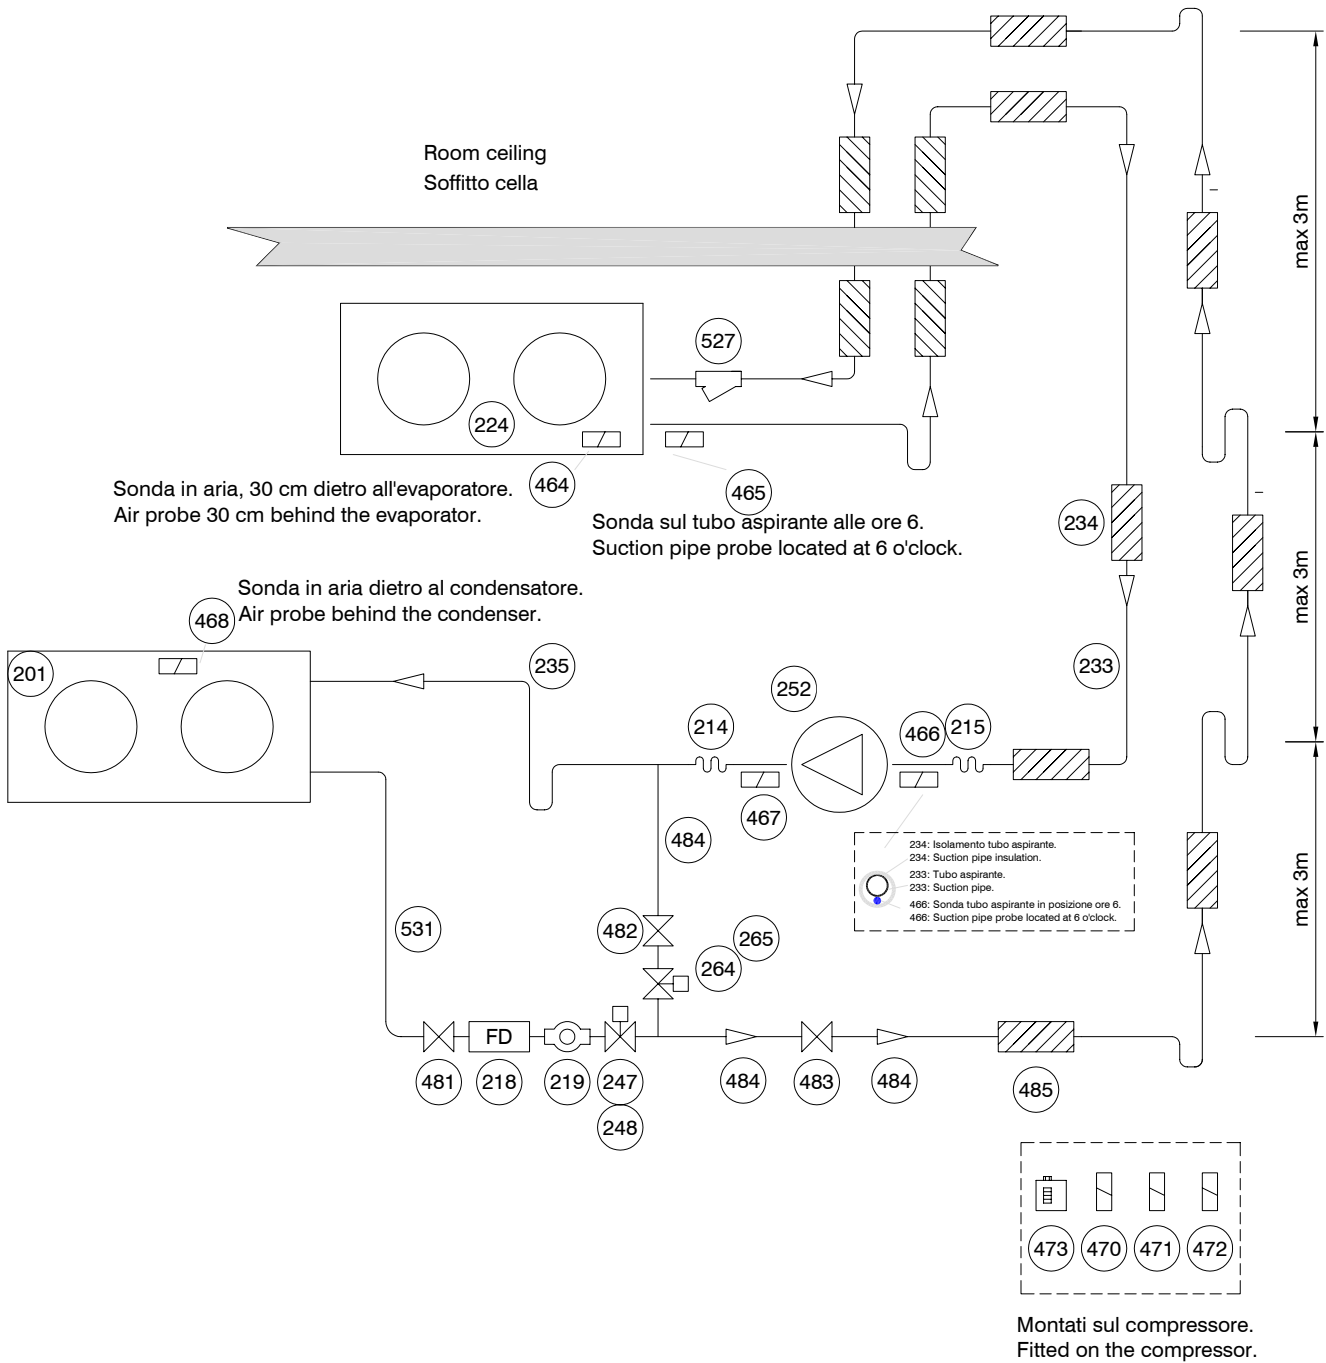 Room ceiling
Soffitto cella
max 3m
527
224
464
465
Sonda in aria, 30 cm dietro all'evaporatore.
Air probe 30 cm behind the evaporator.
Sonda sul tubo aspirante alle ore 6.
Suction pipe probe located at 6 o'clock.
234
max 3m
Sonda in aria dietro al condensatore.
Air probe behind the condenser.
468
201
235
252
233
214
466
215
467
484
234: Isolamento tubo aspirante.
234: Suction pipe insulation.
233: Tubo aspirante.
233: Suction pipe.
466: Sonda tubo aspirante in posizione ore 6.
466: Suction pipe probe located at 6 o'clock.
max 3m
531
482
265
264
FD
481
218
219
247
248
484
483
484
485
473
470
471
472
Montati sul compressore.
Fitted on the compressor.